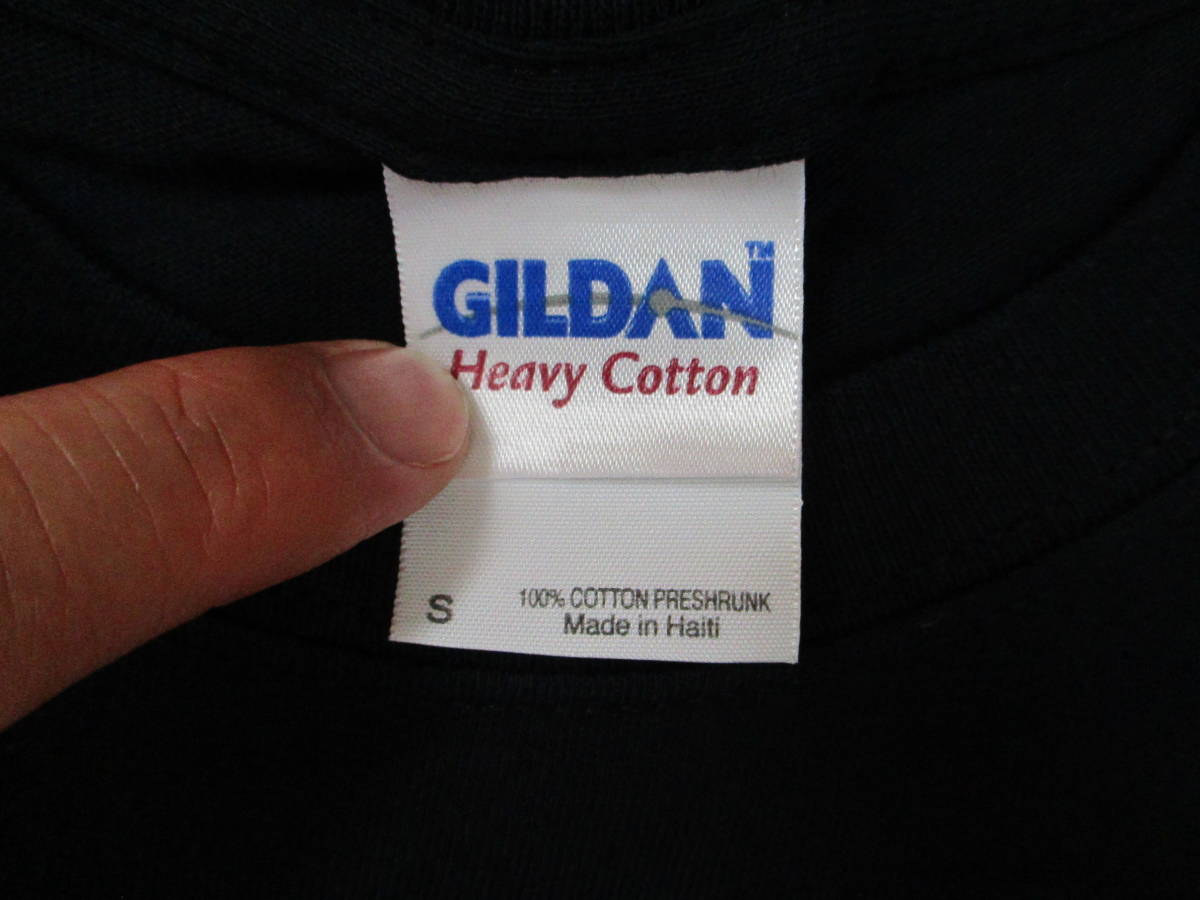 GILDAN™
Heavy Cotton
S
100% COTTON PRESHRUNK
Made in Haiti